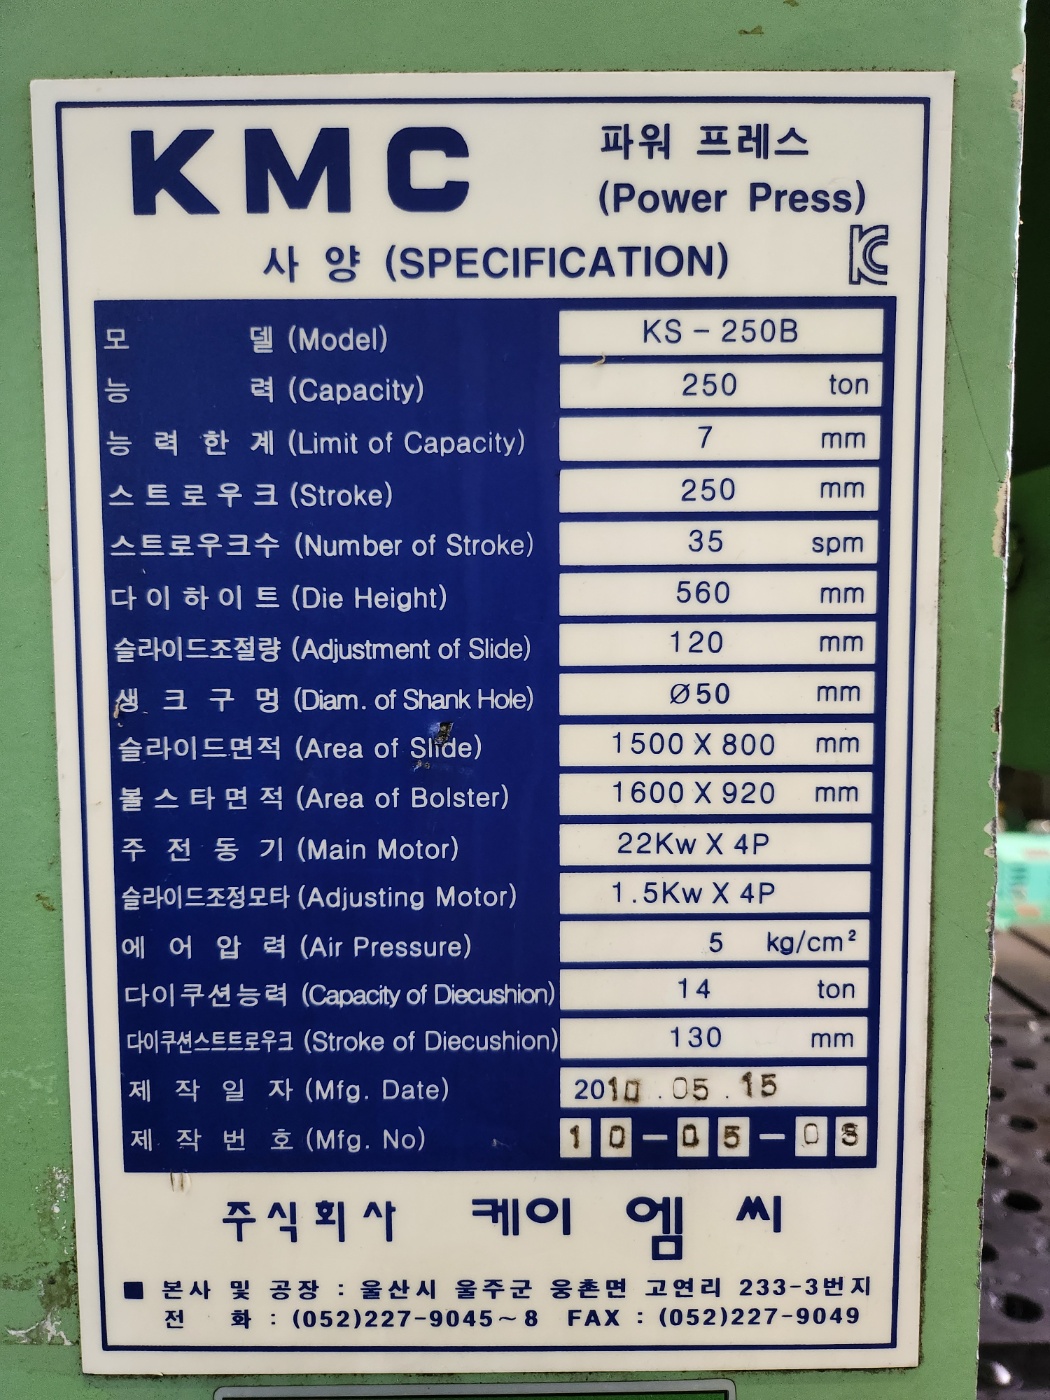 KMC
파워 프레스
(Power Press)
사 양 (SPECIFICATION)
모 델 (Model) KS - 250B
능 력 (Capacity) 250 ton
능 력 한 계 (Limit of Capacity) 7 mm
스 트 로 우 크 (Stroke) 250 mm
스트로우크수 (Number of Stroke) 35 spm
다 이 하 이 트 (Die Height) 560 mm
슬라이드조절량 (Adjustment of Slide) 120 mm
생 크 구 멍 (Diam. of Shank Hole) Ø50 mm
슬라이드면적 (Area of Slide) 1500 X 800 mm
볼 스 타 면 적 (Area of Bolster) 1600 X 920 mm
주 전 동 기 (Main Motor) 22Kw X 4P
슬라이드조정모타 (Adjusting Motor) 1.5Kw X 4P
에 어 압 력 (Air Pressure) 5 kg/cm²
다이쿠션능력 (Capacity of Diecushion) 14 ton
다이쿠션스트트로우크 (Stroke of Diecushion) 130 mm
제 작 일 자 (Mfg. Date) 2010.05.15
제 작 번 호 (Mfg. No) 10-05-03
주식회사 케이 엠 씨
■ 본사 및 공장 : 울산시 울주군 웅촌면 고연리 233-3번지
전 화 : (052)227-9045~8 FAX : (052)227-9049